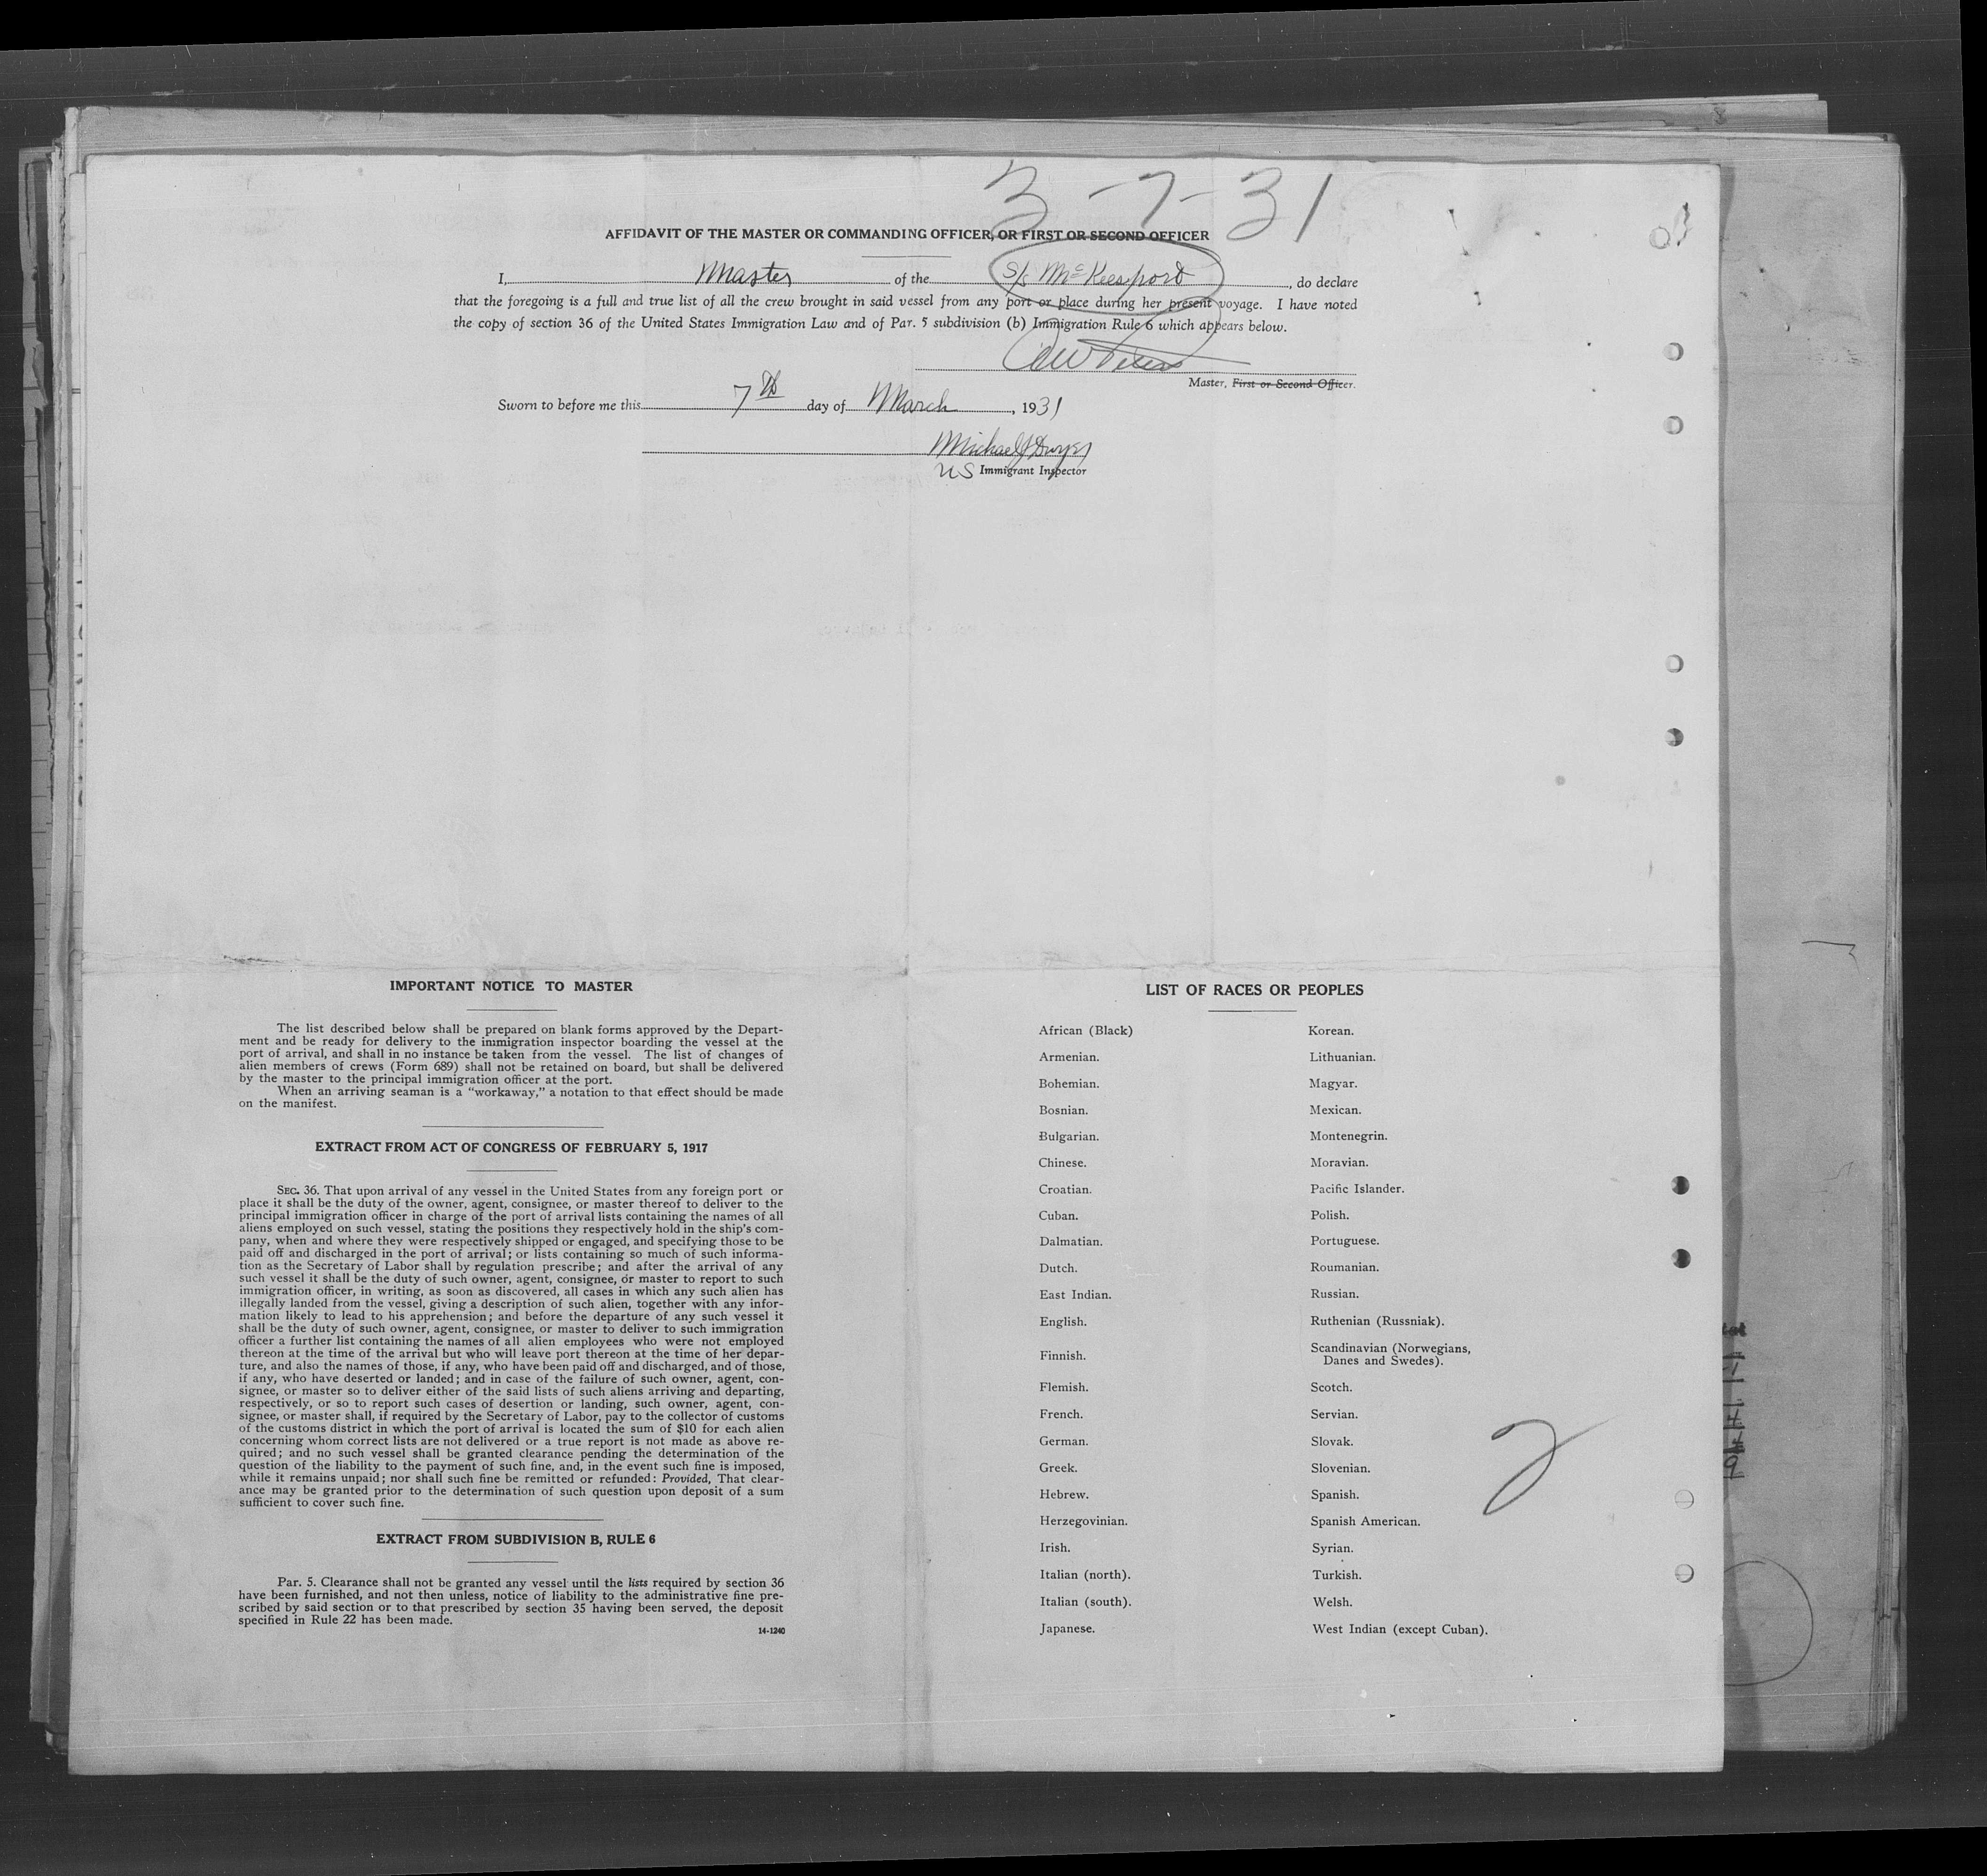 3-7-31
AFFIDAVIT OF THE MASTER OR COMMANDING OFFICER, OR FIRST OR SECOND OFFICER
I, Master of the S/S McKeesport, do declare
that the foregoing is a full and true list of all the crew brought in said vessel from any port or place during her present voyage. I have noted
the copy of section 36 of the United States Immigration Law and of Par. 5 subdivision (b) Immigration Rule 6 which appears below.
Master, First or Second Officer.
Sworn to before me this 7th day of March, 1931
Michael J Dwyer
US Immigrant Inspector
IMPORTANT NOTICE TO MASTER
The list described below shall be prepared on blank forms approved by the Depart-
ment and be ready for delivery to the immigration inspector boarding the vessel at the
port of arrival, and shall in no instance be taken from the vessel. The list of changes of
alien members of crews (Form 689) shall not be retained on board, but shall be delivered
by the master to the principal immigration officer at the port.
When an arriving seaman is a "workaway," a notation to that effect should be made
on the manifest.
EXTRACT FROM ACT OF CONGRESS OF FEBRUARY 5, 1917
SEC. 36. That upon arrival of any vessel in the United States from any foreign port or
place it shall be the duty of the owner, agent, consignee, or master thereof to deliver to the
principal immigration officer in charge of the port of arrival lists containing the names of all
aliens employed on such vessel, stating the positions they respectively hold in the ship's com-
pany, when and where they were respectively shipped or engaged, and specifying those to be
paid off and discharged in the port of arrival; or lists containing so much of such informa-
tion as the Secretary of Labor shall by regulation prescribe; and after the arrival of any
such vessel it shall be the duty of such owner, agent, consignee, or master to report to such
immigration officer, in writing, as soon as discovered, all cases in which any such alien has
illegally landed from the vessel, giving a description of such alien, together with any infor-
mation likely to lead to his apprehension; and before the departure of any such vessel it
shall be the duty of such owner, agent, consignee, or master to deliver to such immigration
officer a further list containing the names of all alien employees who were not employed
thereon at the time of the arrival but who will leave port thereon at the time of her depar-
ture, and also the names of those, if any, who have been paid off and discharged, and of those,
if any, who have deserted or landed; and in case of the failure of such owner, agent, con-
signee, or master so to deliver either of the said lists of such aliens arriving and departing,
respectively, or so to report such cases of desertion or landing, such owner, agent, con-
signee, or master shall, if required by the Secretary of Labor, pay to the collector of customs
of the customs district in which the port of arrival is located the sum of $10 for each alien
concerning whom correct lists are not delivered or a true report is not made as above re-
quired; and no such vessel shall be granted clearance pending the determination of the
question of the liability to the payment of such fine, and, in the event such fine is imposed,
while it remains unpaid; nor shall such fine be remitted or refunded: Provided, That clear-
ance may be granted prior to the determination of such question upon deposit of a sum
sufficient to cover such fine.
EXTRACT FROM SUBDIVISION B, RULE 6
Par. 5. Clearance shall not be granted any vessel until the lists required by section 36
have been furnished, and not then unless, notice of liability to the administrative fine pre-
scribed by said section or to that prescribed by section 35 having been served, the deposit
specified in Rule 22 has been made.
14-1240
LIST OF RACES OR PEOPLES
African (Black)
Armenian.
Bohemian.
Bosnian.
Bulgarian.
Chinese.
Croatian.
Cuban.
Dalmatian.
Dutch.
East Indian.
English.
Finnish.
Flemish.
French.
German.
Greek.
Hebrew.
Herzegovinian.
Irish.
Italian (north).
Italian (south).
Japanese.
Korean.
Lithuanian.
Magyar.
Mexican.
Montenegrin.
Moravian.
Pacific Islander.
Polish.
Portuguese.
Roumanian.
Russian.
Ruthenian (Russniak).
Scandinavian (Norwegians,
Danes and Swedes).
Scotch.
Servian.
Slovak.
Slovenian.
Spanish.
Spanish American.
Syrian.
Turkish.
Welsh.
West Indian (except Cuban).
2